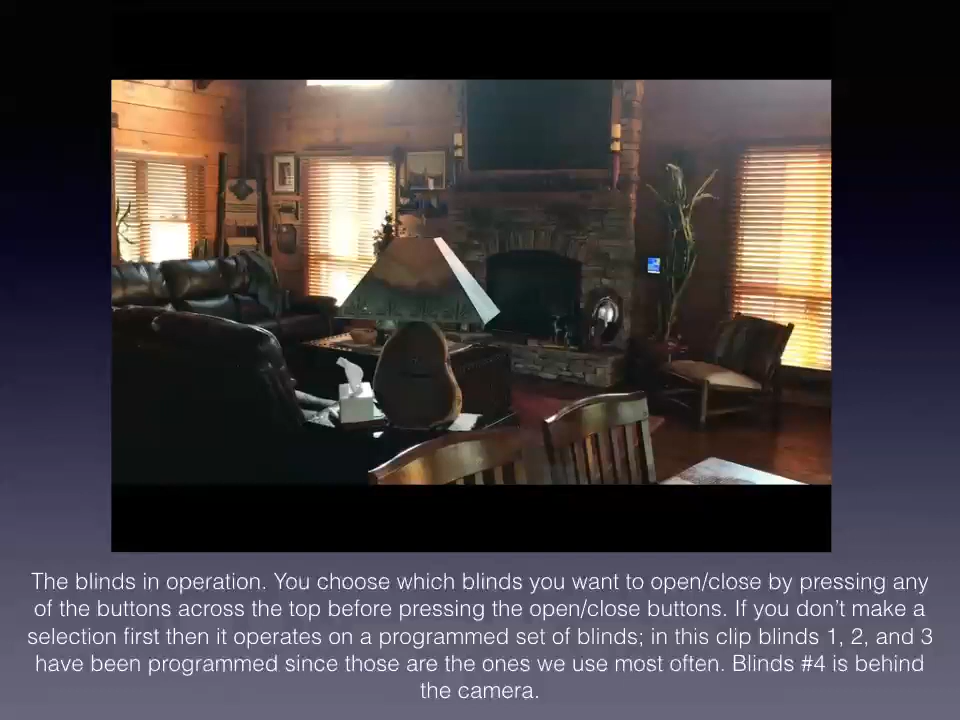 The blinds in operation. You choose which blinds you want to open/close by pressing any
of the buttons across the top before pressing the open/close buttons. If you don’t make a
selection first then it operates on a programmed set of blinds; in this clip blinds 1, 2, and 3
have been programmed since those are the ones we use most often. Blinds #4 is behind
the camera.